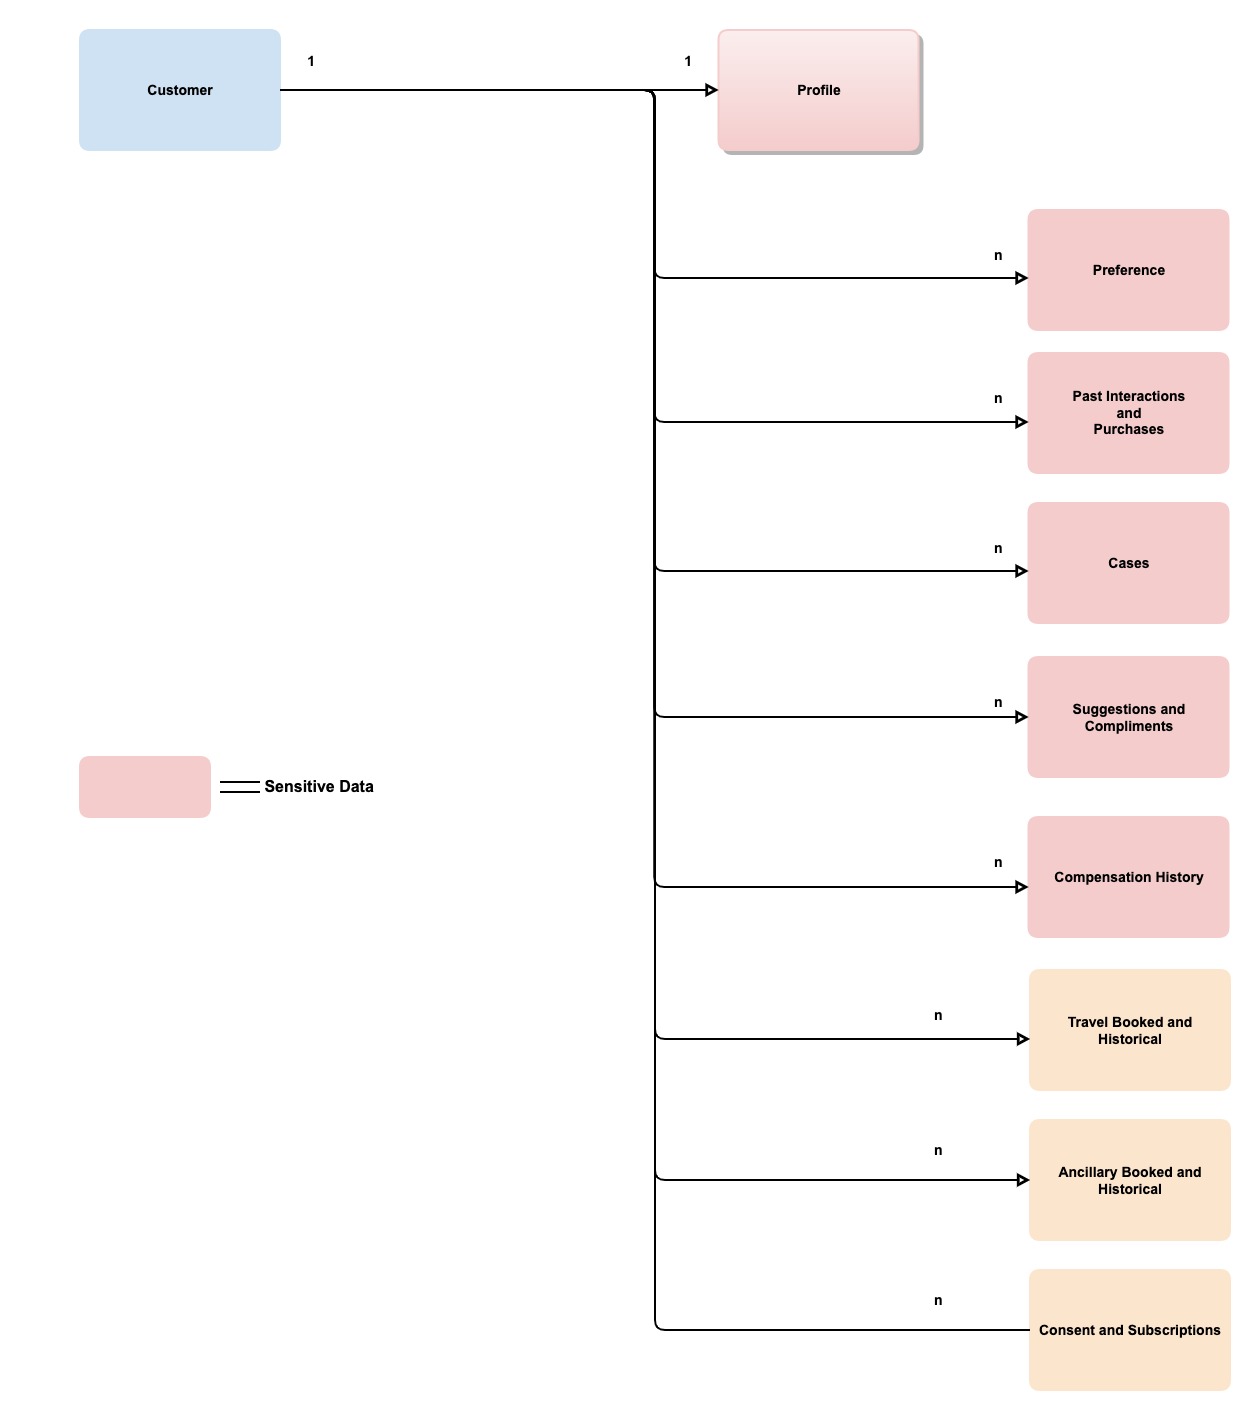 Customer
1
1
Profile
n
Preference
n
Past Interactions
and
Purchases
n
Cases
n
Suggestions and
Compliments
Sensitive Data
n
Compensation History
n
Travel Booked and
Historical
n
Ancillary Booked and
Historical
n
Consent and Subscriptions